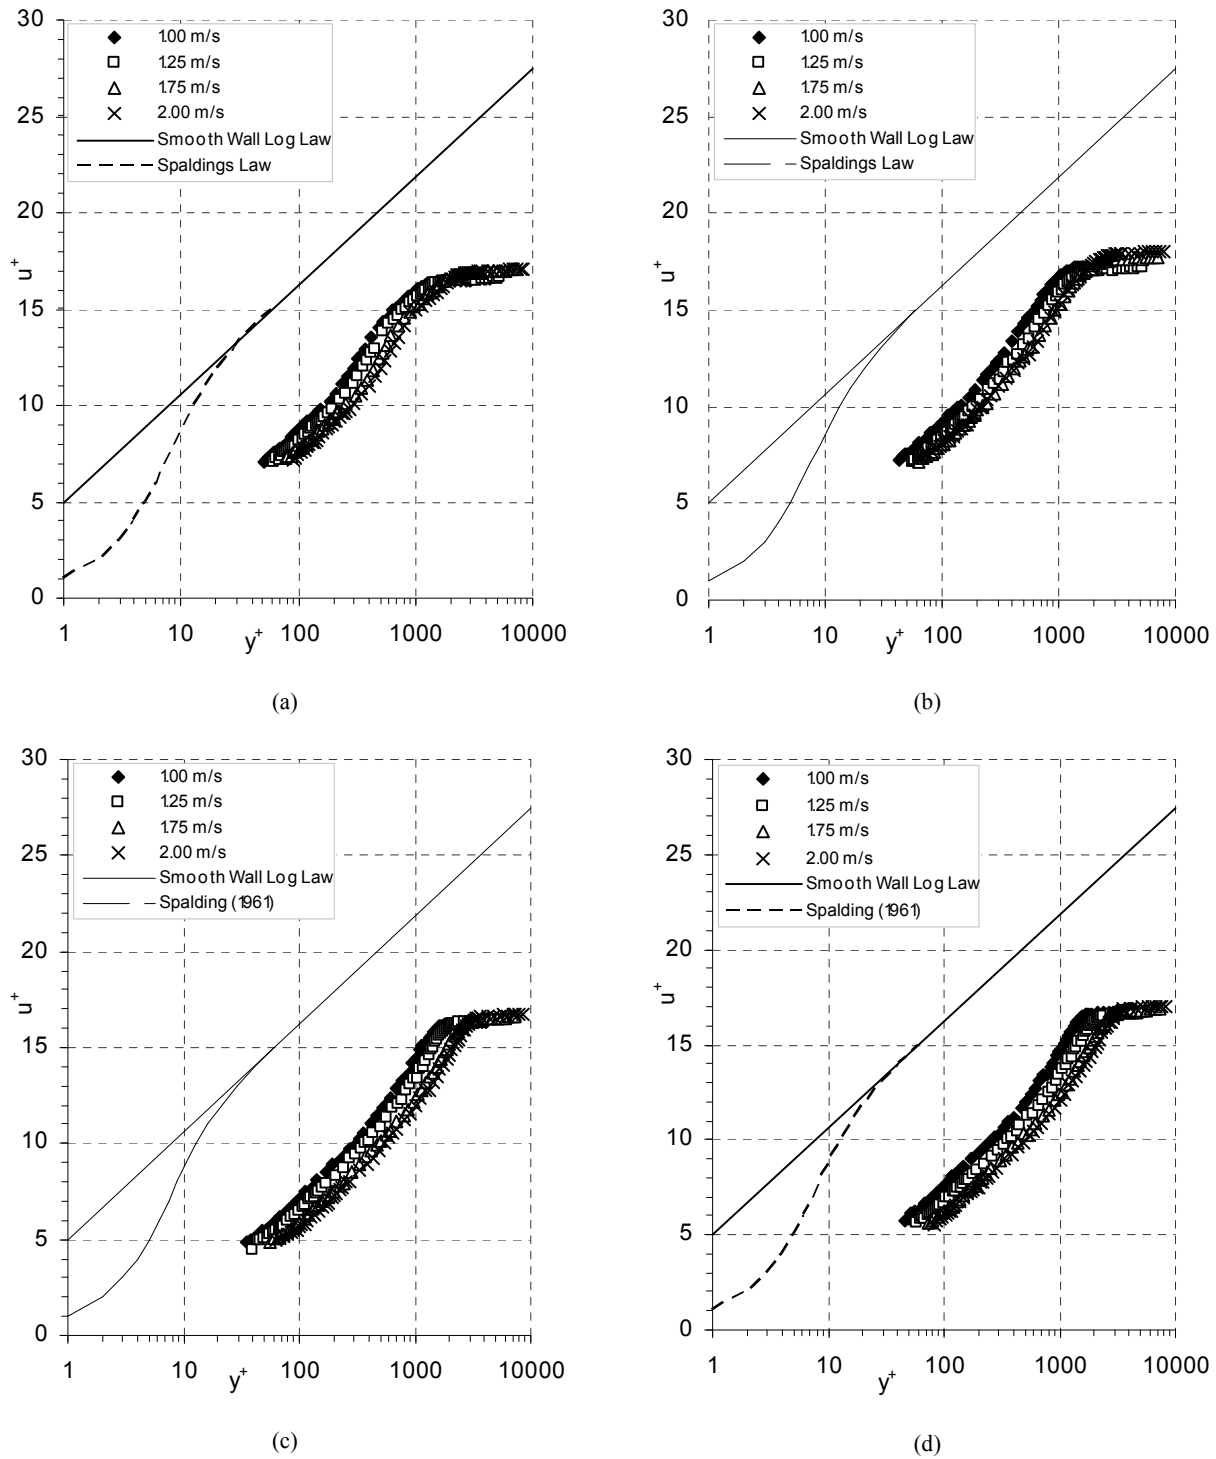 30
25
20
15
10
5
0
u+
1.00 m/s
1.25 m/s
1.75 m/s
2.00 m/s
Smooth Wall Log Law
Spaldings Law
1 10 100 1000 10000
y+
(a)
30
25
20
15
10
5
0
u+
1.00 m/s
1.25 m/s
1.75 m/s
2.00 m/s
Smooth Wall Log Law
Spaldings Law
1 10 100 1000 10000
y+
(b)
30
25
20
15
10
5
0
u+
1.00 m/s
1.25 m/s
1.75 m/s
2.00 m/s
Smooth Wall Log Law
Spalding (1961)
1 10 100 1000 10000
y+
(c)
30
25
20
15
10
5
0
u+
1.00 m/s
1.25 m/s
1.75 m/s
2.00 m/s
Smooth Wall Log Law
Spalding (1961)
1 10 100 1000 10000
y+
(d)